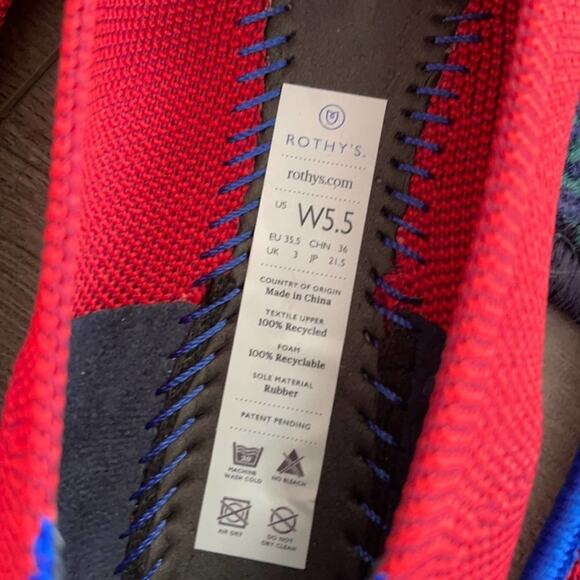 ROTHY'S.
rothys.com
US W5.5
EU 35.5 CHN 36
UK 3 JP 21.5
COUNTRY OF ORIGIN
Made in China
TEXTILE UPPER
100% Recycled
FOAM
100% Recyclable
SOLE MATERIAL
Rubber
PATENT PENDING
30°
MACHINE WASH COLD
NO BLEACH
AIR DRY
DO NOT DRY CLEAN